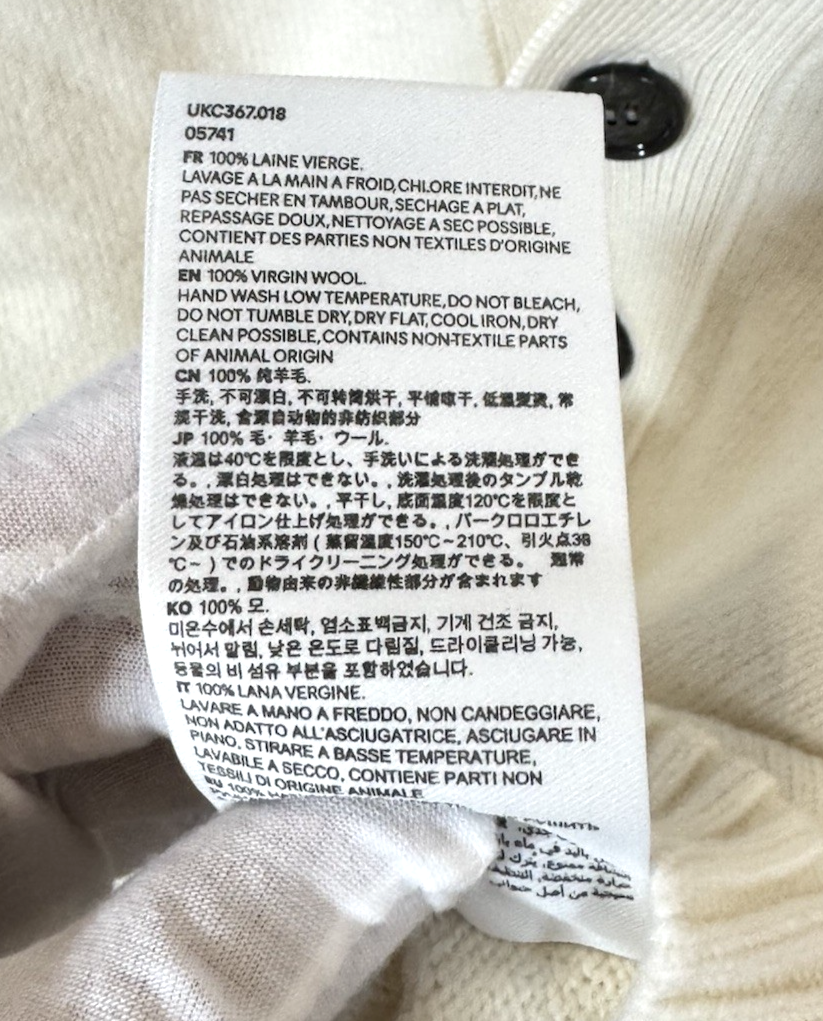 UKC367.018
05741
FR 100% LAINE VIERGE.
LAVAGE A LA MAIN A FROID, CHLORE INTERDIT, NE
PAS SECHER EN TAMBOUR, SECHAGE A PLAT,
REPASSAGE DOUX, NETTOYAGE A SEC POSSIBLE,
CONTIENT DES PARTIES NON TEXTILES D'ORIGINE
ANIMALE
EN 100% VIRGIN WOOL.
HAND WASH LOW TEMPERATURE, DO NOT BLEACH,
DO NOT TUMBLE DRY, DRY FLAT, COOL IRON, DRY
CLEAN POSSIBLE, CONTAINS NON-TEXTILE PARTS
OF ANIMAL ORIGIN
CN 100% 纯羊毛.
手洗, 不可漂白, 不可转筒烘干, 平铺晾干, 低温熨烫, 常
规干洗, 含源自动物的非纺织部分
JP 100% 毛· 羊毛· ウール.
液温は40℃を限度とし、手洗いによる洗濯処理ができ
る。, 漂白処理はできない。, 洗濯処理後のタンブル乾
燥処理はできない。, 平干し, 底面温度120℃を限度と
してアイロン仕上げ処理ができる。, パークロロエチレ
ン及び石油系溶剤 ( 蒸留温度150℃~210℃、引火点38
℃~ ) でのドライクリーニング処理ができる。 通常
の処理。, 動物由来の非繊維性部分が含まれます
KO 100% 모.
미온수에서 손세탁, 염소표백금지, 기계 건조 금지,
뉘어서 말림, 낮은 온도로 다림질, 드라이클리닝 가능,
동물의 비 섬유 부분을 포함하였습니다.
IT 100% LANA VERGINE.
LAVARE A MANO A FREDDO, NON CANDEGGIARE,
NON ADATTO ALL'ASCIUGATRICE, ASCIUGARE IN
PIANO, STIRARE A BASSE TEMPERATURE,
LAVABILE A SECCO, CONTIENE PARTI NON
TESSILI DI ORIGINE ANIMALE
RU 100%